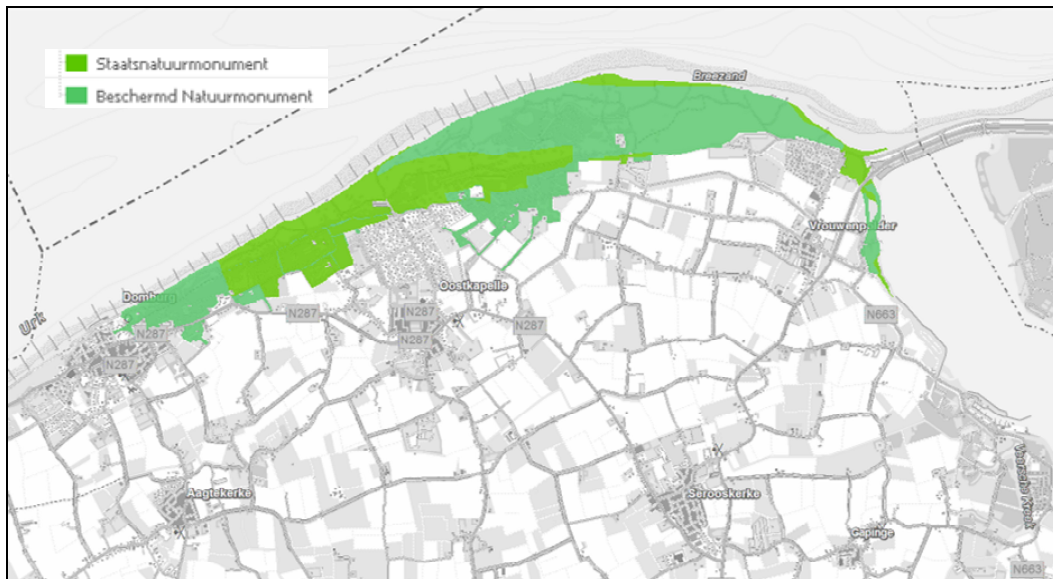 Staatsnatuurmonument
Beschermd Natuurmonument
Breezand
Vrouwenpolder
Oostkapelle
Domburg
Urk
N287
N287
N287
N287
N287
N663
Aagtekerke
Serooskerke
Gapinge
N663